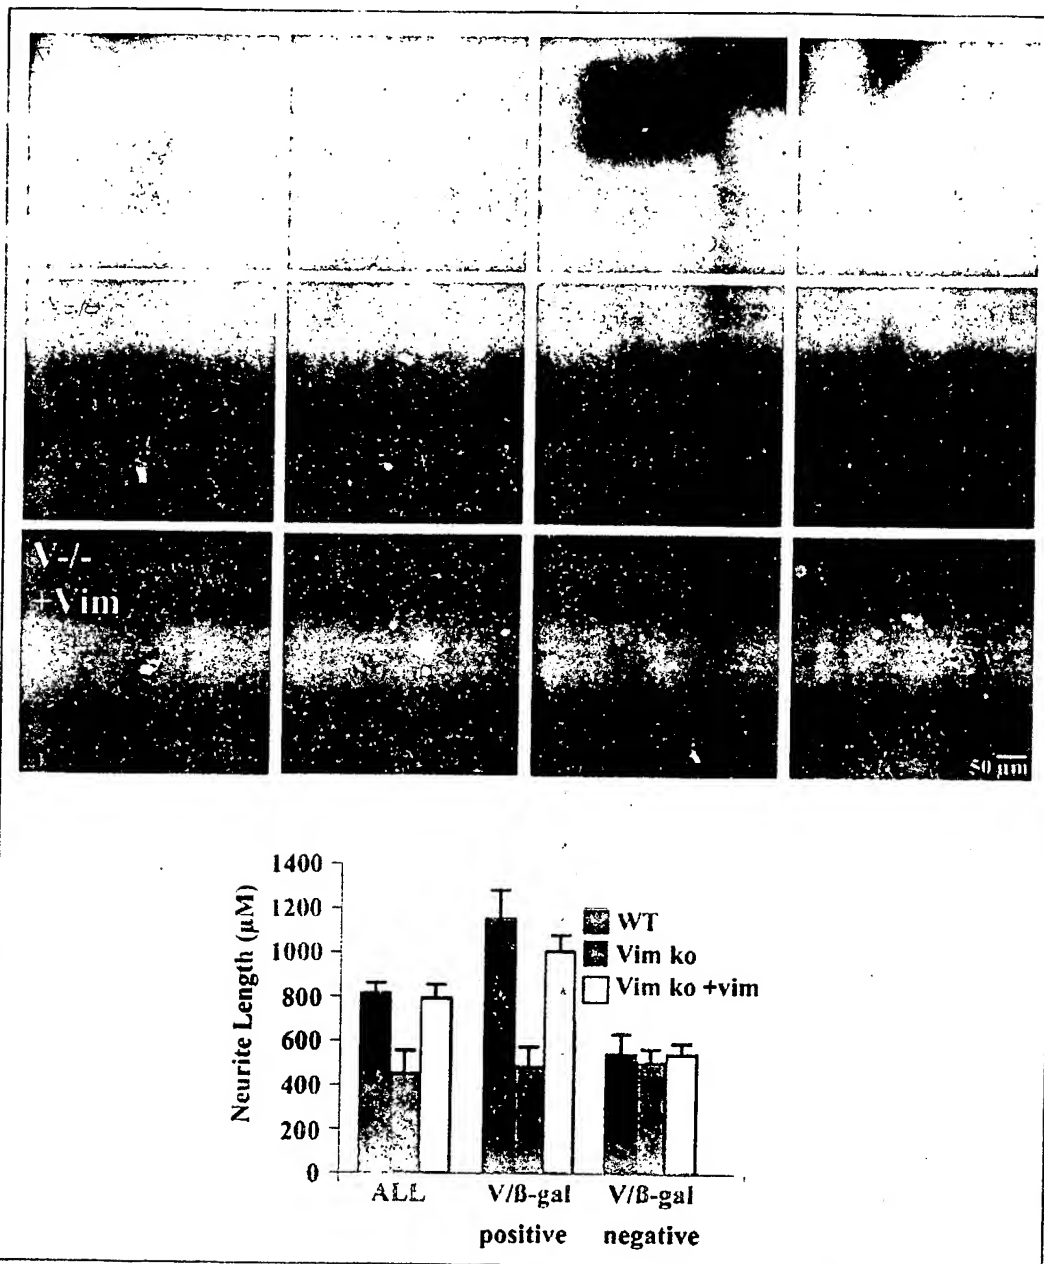 V-/-
+Vim
50 µm
1400
1200
1000
800
600
400
200
0
Neurite Length (µM)
WT
Vim ko
Vim ko +vim
ALL
V/ß-gal
positive
V/ß-gal
negative